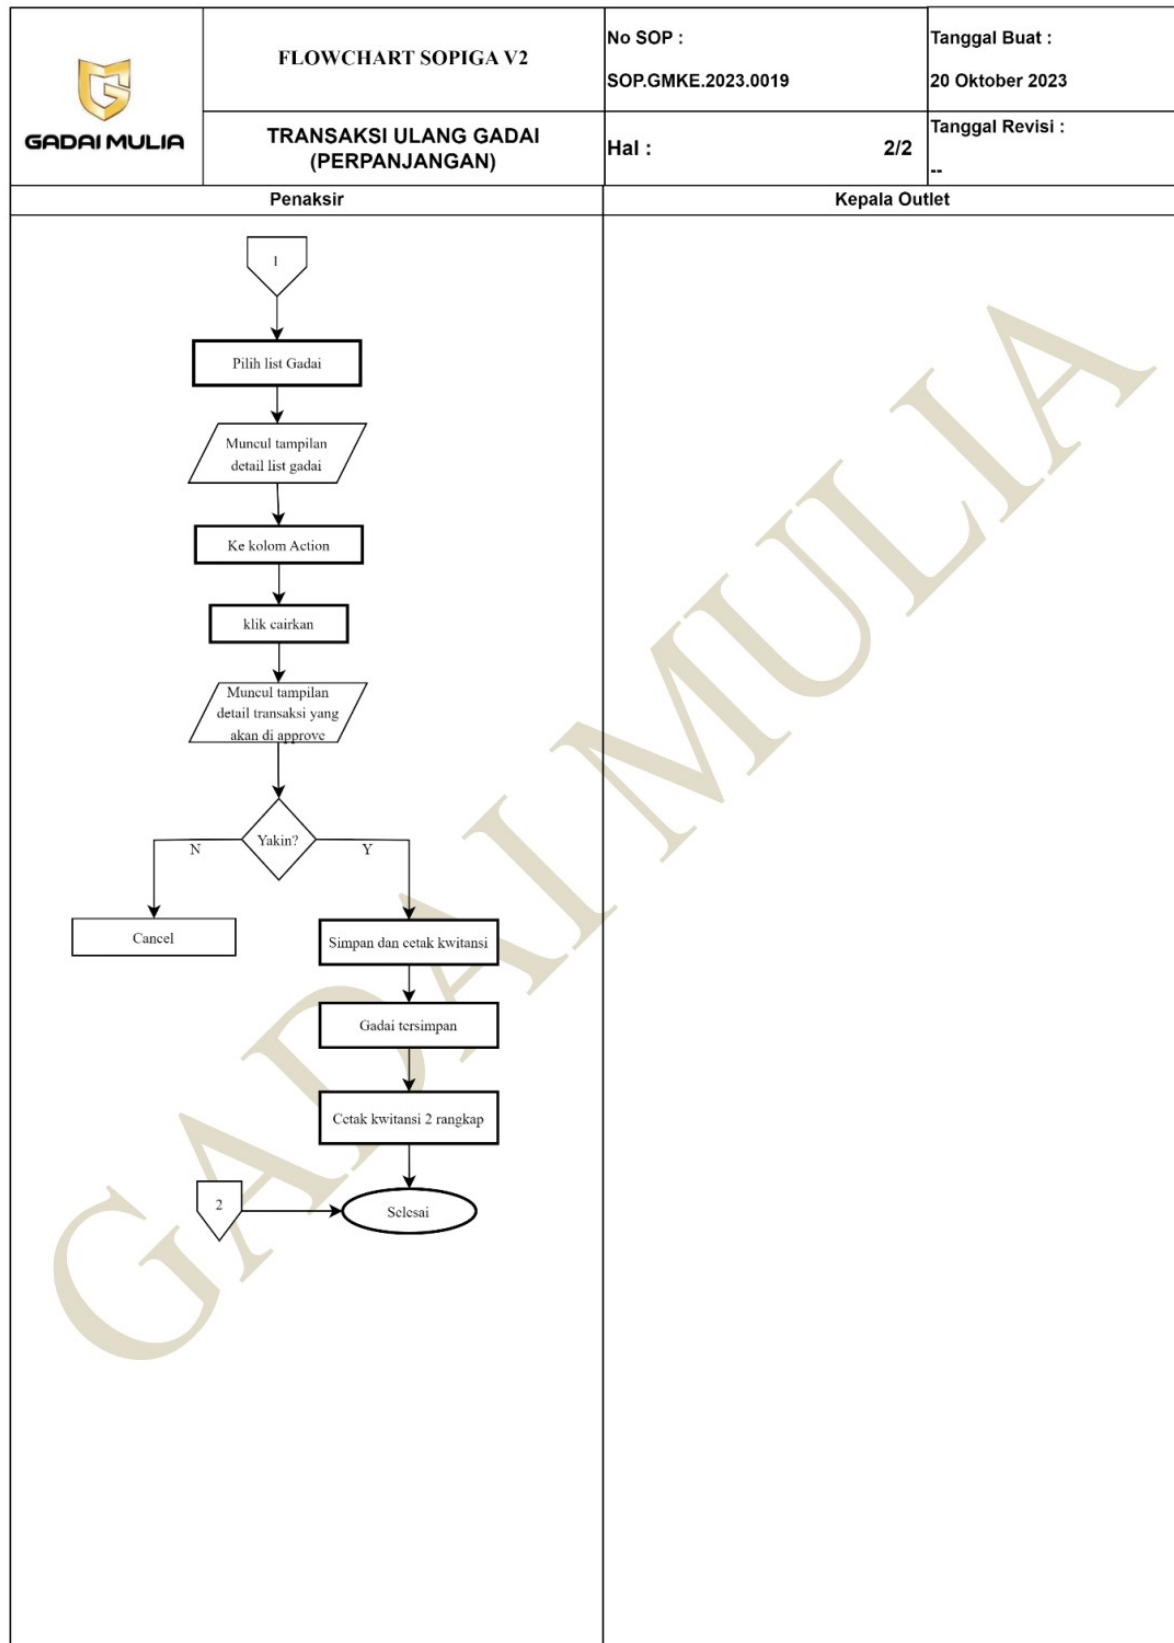 GADAI MULIA
FLOWCHART SOPIGA V2
TRANSAKSI ULANG GADAI
(PERPANJANGAN)
No SOP :
SOP.GMKE.2023.0019
Hal : 2/2
Tanggal Buat :
20 Oktober 2023
Tanggal Revisi :
--
Penaksir
Kepala Outlet
1
Pilih list Gadai
Muncul tampilan
detail list gadai
Ke kolom Action
klik cairkan
Muncul tampilan
detail transaksi yang
akan di approve
Yakin?
N
Y
Cancel
Simpan dan cetak kwitansi
Gadai tersimpan
Cetak kwitansi 2 rangkap
2
Selesai
GADAI MULIA